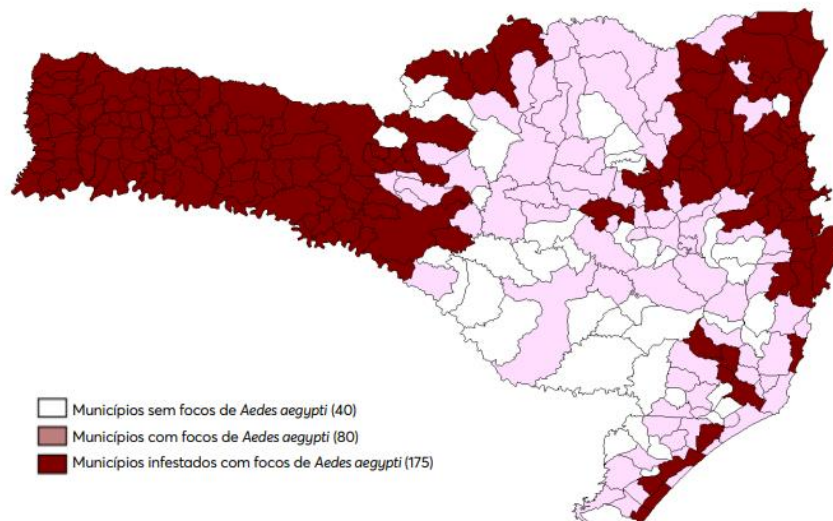 Municípios sem focos de Aedes aegypti (40)
Municípios com focos de Aedes aegypti (80)
Municípios infestados com focos de Aedes aegypti (175)